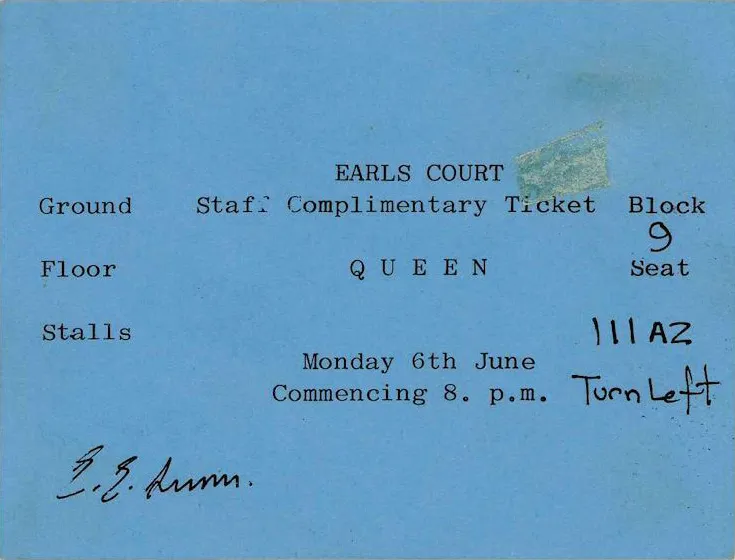 EARLS COURT
Ground Staff Complimentary Ticket Block
9
Floor Q U E E N Seat
Stalls 111 AZ
Monday 6th June
Commencing 8. p.m. Turn Left
E. E.